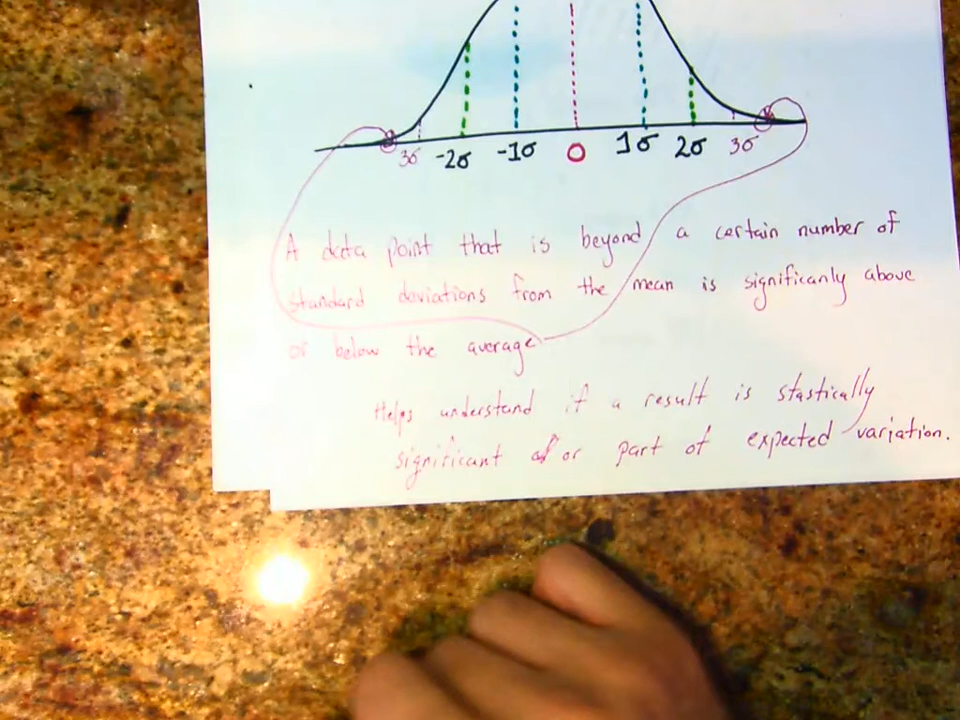 3σ -2σ -1σ 0 1σ 2σ 3σ
A data point that is beyond a certain number of
standard deviations from the mean is significanly above
or below the average
Helps understand if a result is stastically
significant of or part of expected variation.